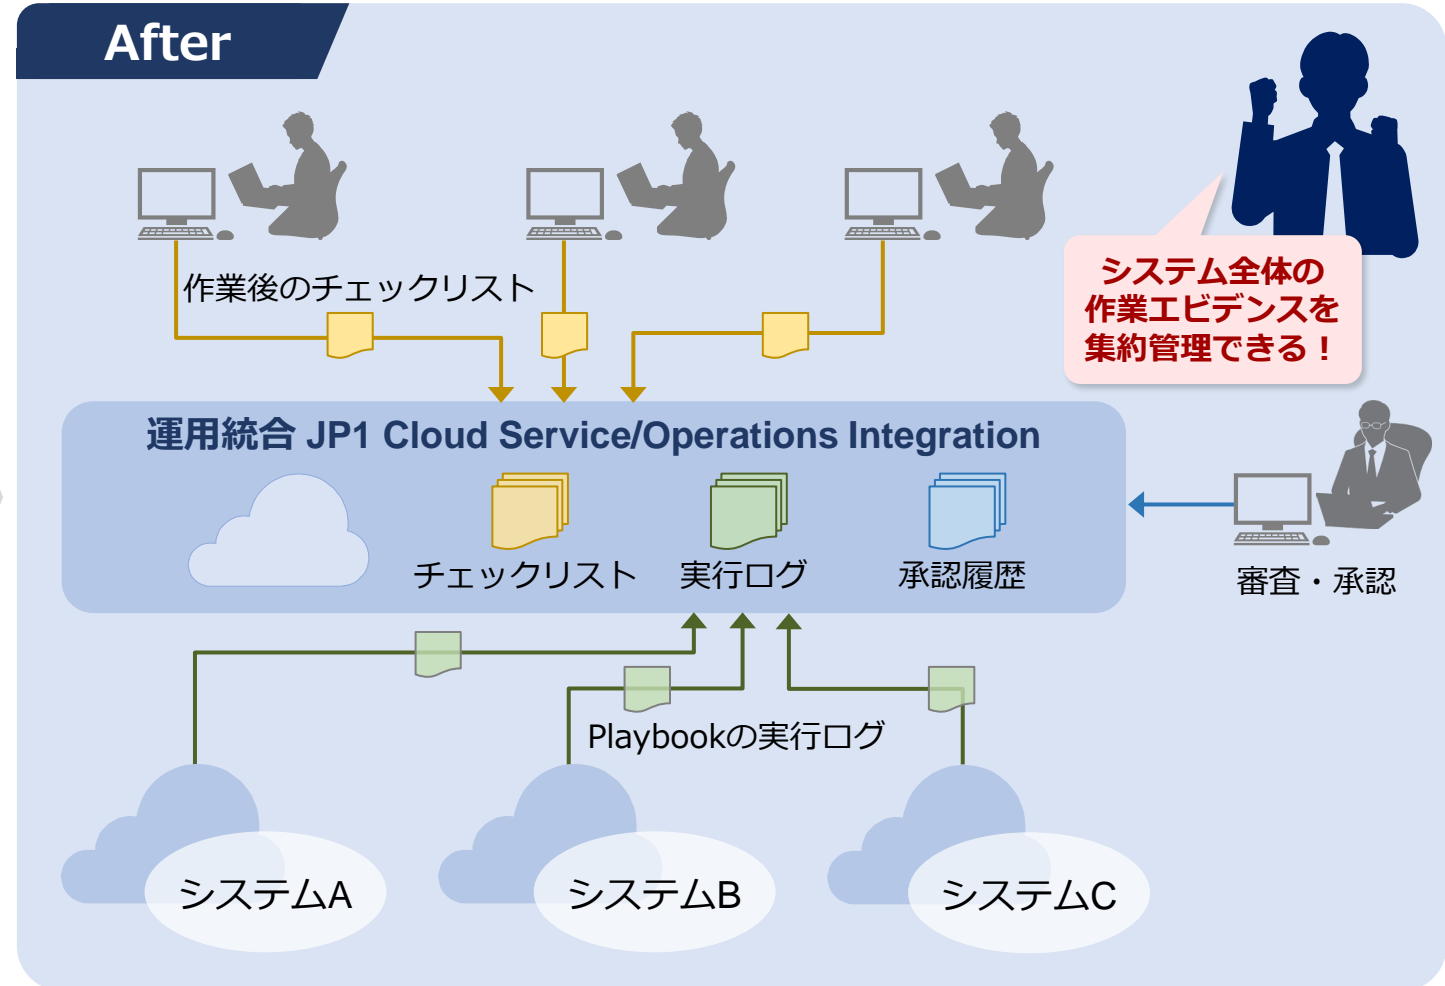 After
作業後のチェックリスト
システム全体の
作業エビデンスを
集約管理できる！
運用統合 JP1 Cloud Service/Operations Integration
チェックリスト
実行ログ
承認履歴
審査・承認
Playbookの実行ログ
システムA
システムB
システムC